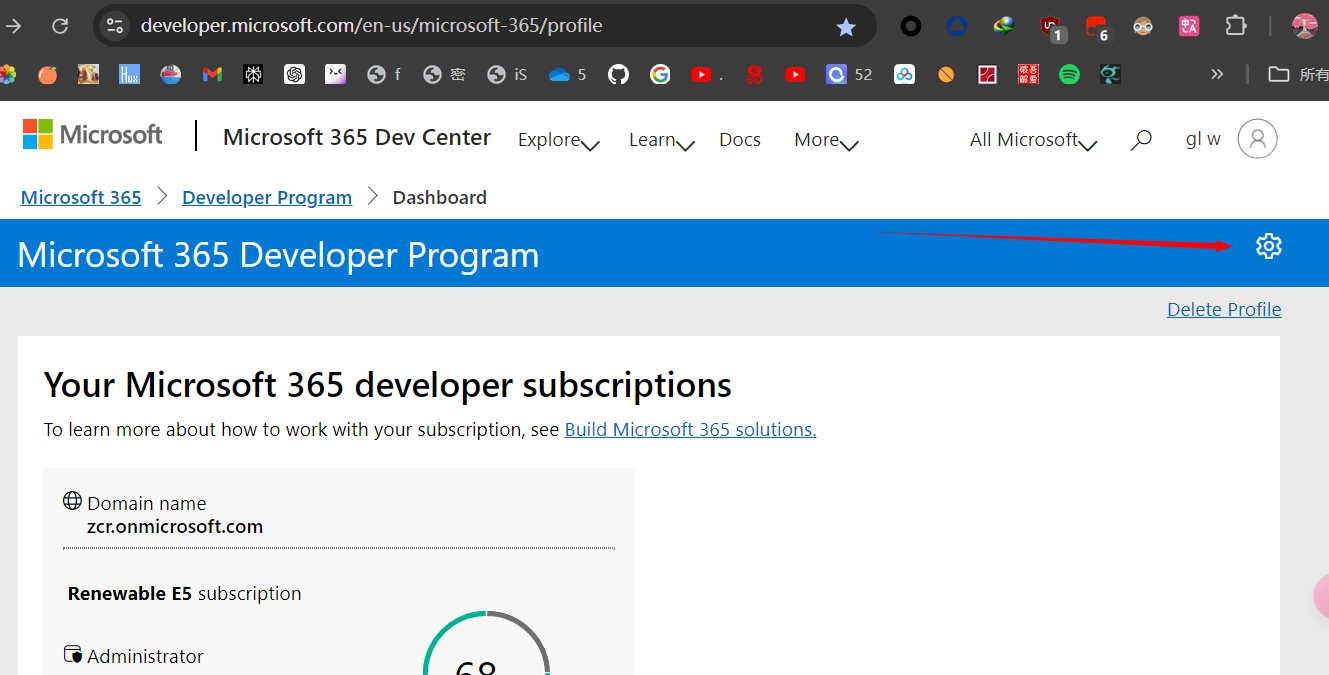 developer.microsoft.com/en-us/microsoft-365/profile
1
6
f
密
iS
5
.
52
所有
Microsoft
Microsoft 365 Dev Center
Explore
Learn
Docs
More
All Microsoft
gl w
Microsoft 365
Developer Program
Dashboard
Microsoft 365 Developer Program
Delete Profile
Your Microsoft 365 developer subscriptions
To learn more about how to work with your subscription, see Build Microsoft 365 solutions.
Domain name
zcr.onmicrosoft.com
Renewable E5 subscription
Administrator
68